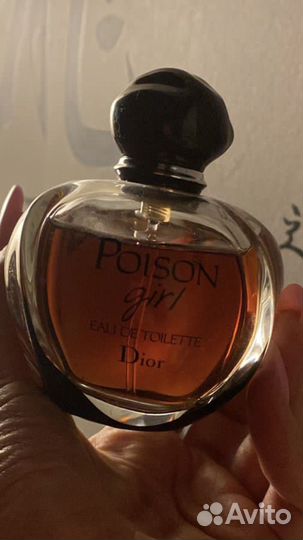 POISON
girl
EAU DE TOILETTE
Dior
Avito